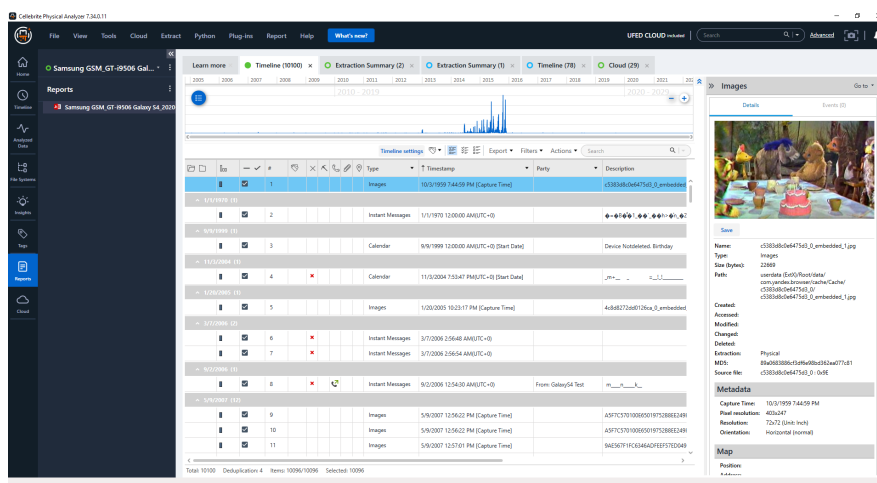 Cellebrite Physical Analyzer 7.34.0.11
File View Tools Cloud Extract Python Plug-ins Report Help What's new? UFED CLOUD included Search Advanced
Home
Timeline
Analyzed Data
File Systems
Insights
Tags
Reports
Cloud
Samsung GSM_GT-i9506 Gal...
Reports
Samsung GSM_GT-i9506 Galaxy S4_2020
Learn more Timeline (10100) × Extraction Summary (2) × Extraction Summary (1) × Timeline (78) × Cloud (29) ×
2005 2006 2007 2008 2009 2010 2011 2012 2013 2014 2015 2016 2017 2018 2019 2020 2021
2010 - 2019 2020 - 2023
Timeline settings Export Filters Actions Search
# Type Timestamp Party Description
1 Images 10/3/1959 7:44:59 PM [Capture Time] c5383d8c0e6475d3_0_embedded
1/1/1970 (1)
2 Instant Messages 1/1/1970 12:00:00 AM(UTC+0)
9/9/1999 (1)
3 Calendar 9/9/1999 12:00:00 AM(UTC+0) [Start Date] Device Notdeleted. Birthday
11/3/2004 (1)
4 Calendar 11/3/2004 7:53:47 PM(UTC+0) [Start Date]
1/20/2005 (1)
5 Images 1/20/2005 10:23:17 PM [Capture Time] 4c8d8272dd0126ca_0_embedded
3/7/2006 (2)
6 Instant Messages 3/7/2006 2:56:48 AM(UTC+0)
7 Instant Messages 3/7/2006 2:56:54 AM(UTC+0)
9/2/2006 (1)
8 Instant Messages 9/2/2006 12:54:30 AM(UTC+0) From: GalaxyS4 Test
5/9/2007 (12)
9 Images 5/9/2007 12:56:22 PM [Capture Time]
10 Images 5/9/2007 12:56:22 PM [Capture Time]
11 Images 5/9/2007 12:57:01 PM [Capture Time]
Total: 10100 Deduplication: 4 Items: 10096/10096 Selected: 10096
Images Go to
Details Events (0)
Save
Name: c5383d8c0e6475d3_0_embedded_1.jpg
Type: Images
Size (bytes): 22669
Path: userdata (ExtX)/Root/data/
com.yandex.browser/cache/Cache/
c5383d8c0e6475d3_0/
c5383d8c0e6475d3_0_embedded_1.jpg
Created:
Accessed:
Modified:
Changed:
Deleted:
Extraction: Physical
MD5: 89a0683886cf3df6e98bd362aa077c81
Source file: c5383d8c0e6475d3_0 : 0x9E
Metadata
Capture Time: 10/3/1959 7:44:59 PM
Pixel resolution: 403x247
Resolution: 72x72 (Unit: Inch)
Orientation: Horizontal (normal)
Map
Position: